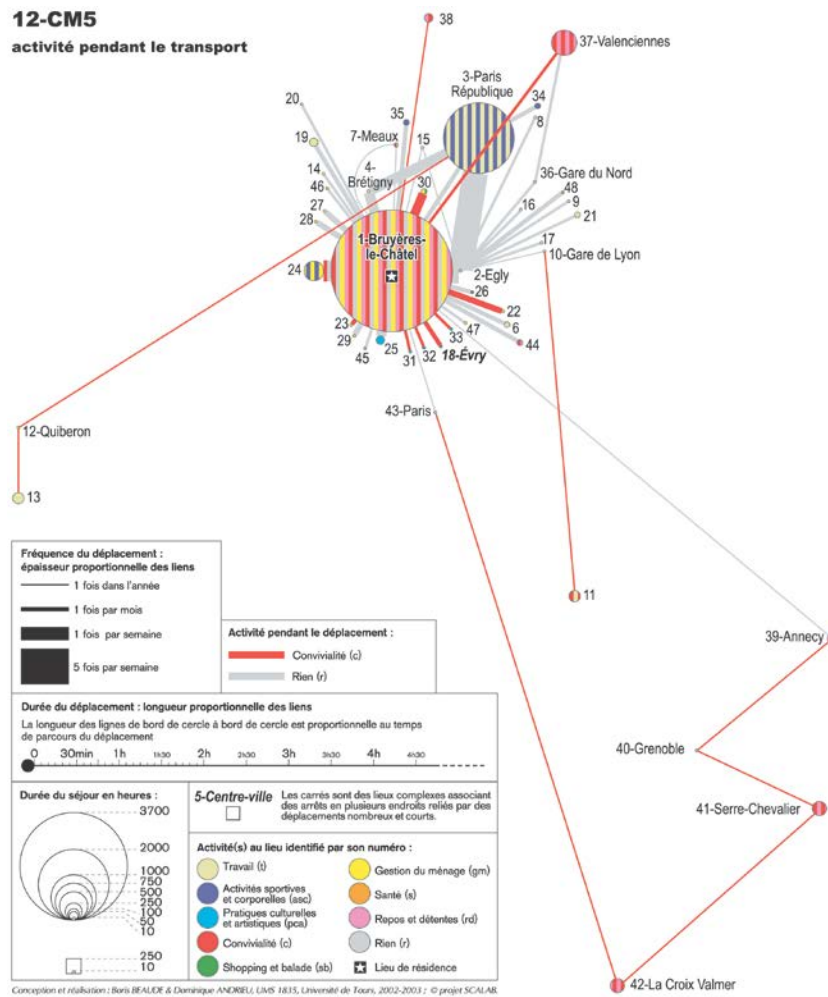 12-CM5
activité pendant le transport
38
37-Valenciennes
3-Paris
République
20
35
34
7-Meaux
15
8
19
4-
Brétigny
14
30
36-Gare du Nord
46
48
16
9
27
21
28
1-Bruyères-
le-Châtel
17
10-Gare de Lyon
24
2-Egly
26
22
23
6
47
29
33
44
25
45
18-Évry
32
31
43-Paris
12-Quiberon
13
11
39-Annecy
40-Grenoble
41-Serre-Chevalier
42-La Croix Valmer
Fréquence du déplacement :
épaisseur proportionnelle des liens
1 fois dans l'année
1 fois par mois
1 fois par semaine
5 fois par semaine
Activité pendant le déplacement :
Convivialité (c)
Rien (r)
Durée du déplacement : longueur proportionnelle des liens
La longueur des lignes de bord de cercle à bord de cercle est proportionnelle au temps
de parcours du déplacement
0 30min 1h 1h30 2h 2h30 3h 3h30 4h 4h30
Durée du séjour en heures :
3700
2000
1000
750
500
250
100
50
10
250
10
5-Centre-ville
Les carrés sont des lieux complexes associant
des arrêts en plusieurs endroits reliés par des
déplacements nombreux et courts.
Activité(s) au lieu identifié par son numéro :
Travail (t)
Gestion du ménage (gm)
Activités sportives
et corporelles (asc)
Santé (s)
Pratiques culturelles
et artistiques (pca)
Repos et détentes (rd)
Convivialité (c)
Rien (r)
Shopping et balade (sb)
Lieu de résidence
Conception et réalisation : Boris BEAUDE & Dominique ANDRIEU, UMS 1835, Université de Tours, 2002-2003 ; © projet SCALAB.